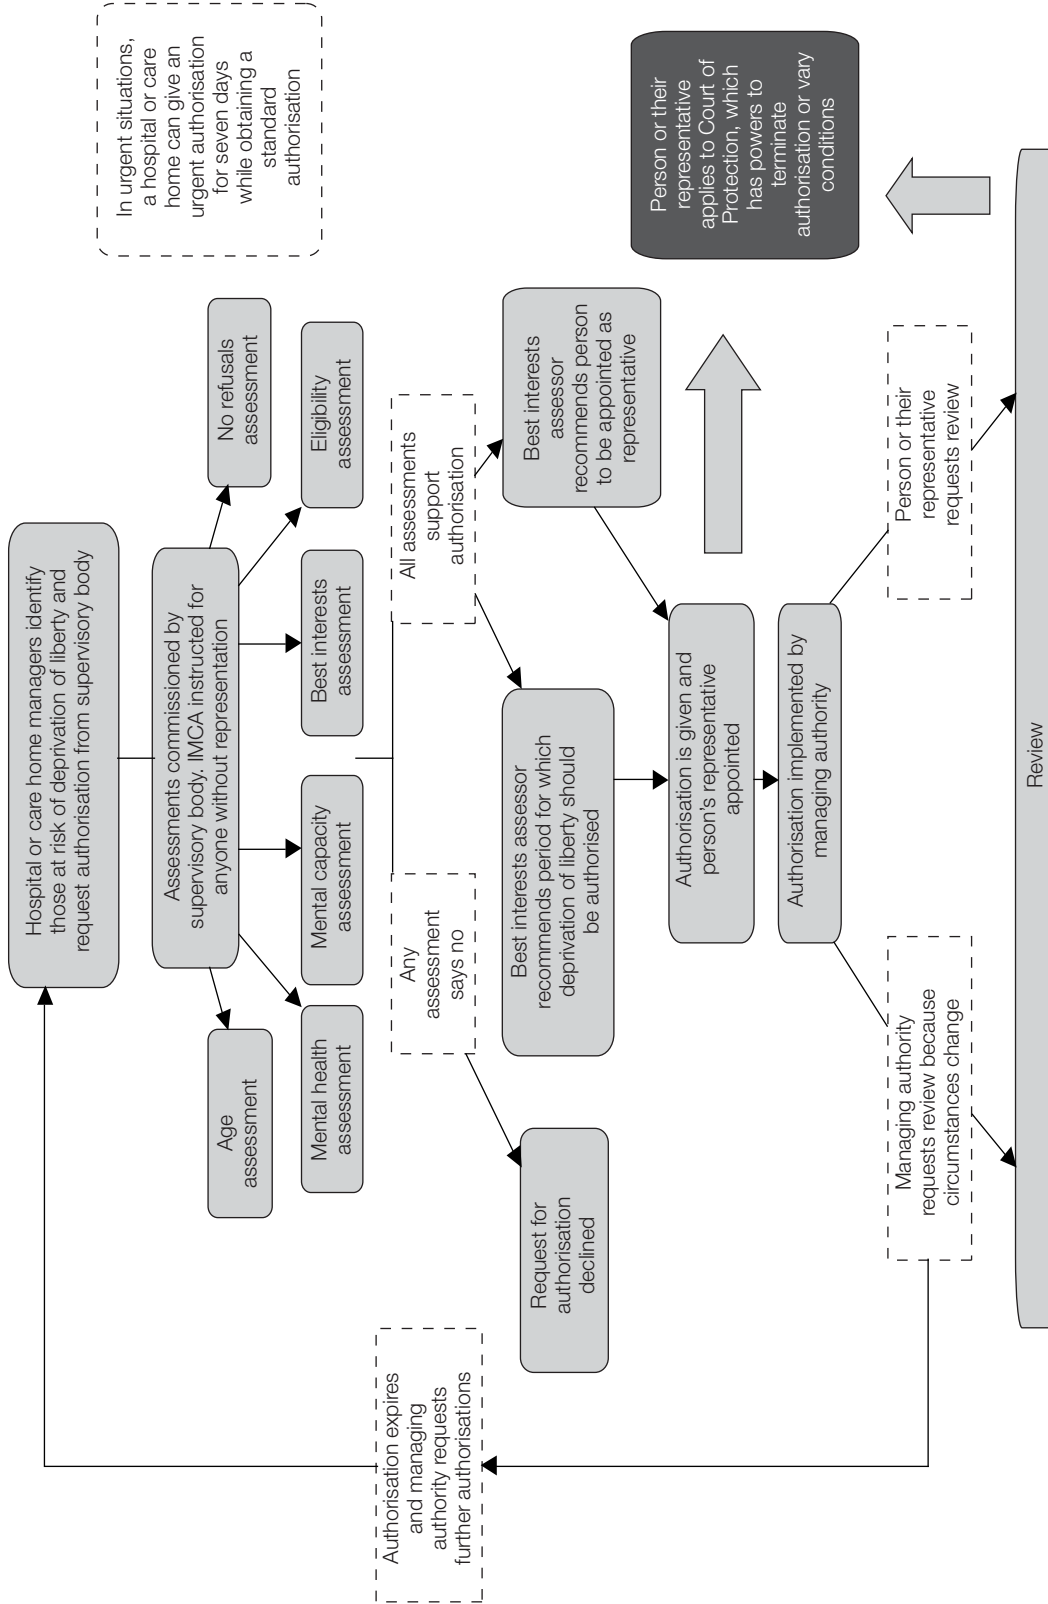 Hospital or care home managers identify
those at risk of deprivation of liberty and
request authorisation from supervisory body
In urgent situations,
a hospital or care
home can give an
urgent authorisation
for seven days
while obtaining a
standard
authorisation
Assessments commissioned by
supervisory body. IMCA instructed for
anyone without representation
Age
assessment
No refusals
assessment
Mental health
assessment
Mental capacity
assessment
Best interests
assessment
Eligibility
assessment
Authorisation expires
and managing
authority requests
further authorisations
Any
assessment
says no
All assessments
support
authorisation
Request for
authorisation
declined
Best interests assessor
recommends period for which
deprivation of liberty should
be authorised
Best interests
assessor
recommends person
to be appointed as
representative
Authorisation is given and
person's representative
appointed
Person or their
representative
applies to Court of
Protection, which
has powers to
terminate
authorisation or vary
conditions
Authorisation implemented by
managing authority
Managing authority
requests review because
circumstances change
Person or their
representative
requests review
Review